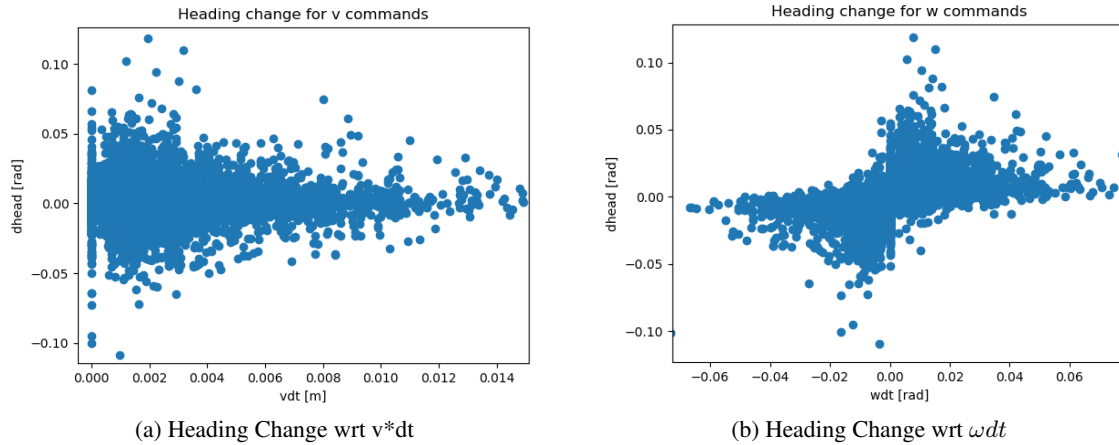 Heading change for v commands
0.10
0.05
0.00
−0.05
−0.10
dhead [rad]
0.000 0.002 0.004 0.006 0.008 0.010 0.012 0.014
vdt [m]
(a) Heading Change wrt v*dt
Heading change for w commands
0.10
0.05
0.00
−0.05
−0.10
dhead [rad]
−0.06 −0.04 −0.02 0.00 0.02 0.04 0.06
wdt [rad]
(b) Heading Change wrt ωdt